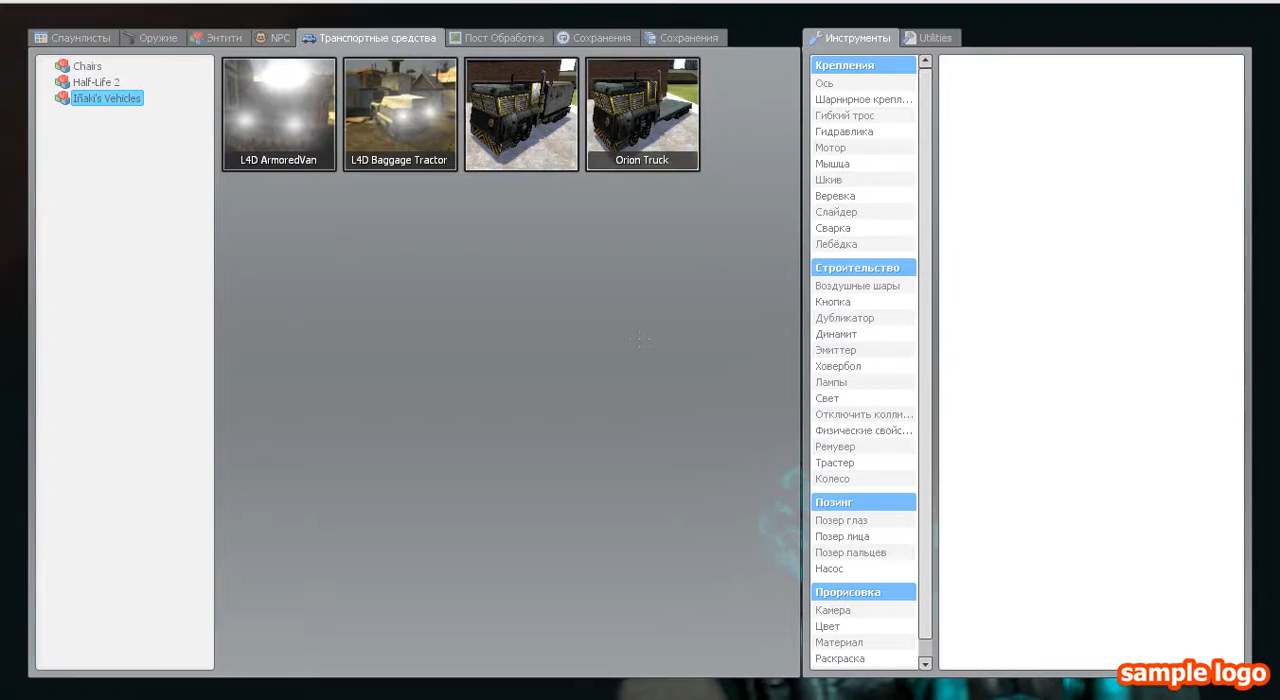 Спаунлисты
Оружие
Энтити
NPC
Транспортные средства
Пост Обработка
Сохранения
Сохранения
Инструменты
Utilities
Chairs
Half-Life 2
Iñaki's Vehicles
L4D ArmoredVan
L4D Baggage Tractor
Orion Truck
Крепления
Ось
Шарнирное крепл...
Гибкий трос
Гидравлика
Мотор
Мышца
Шкив
Веревка
Слайдер
Сварка
Лебёдка
Строительство
Воздушные шары
Кнопка
Дубликатор
Динамит
Эмиттер
Ховербол
Лампы
Свет
Отключить колли...
Физические свойс...
Ремувер
Трастер
Колесо
Позинг
Позер глаз
Позер лица
Позер пальцев
Насос
Прорисовка
Камера
Цвет
Материал
Раскраска
sample logo